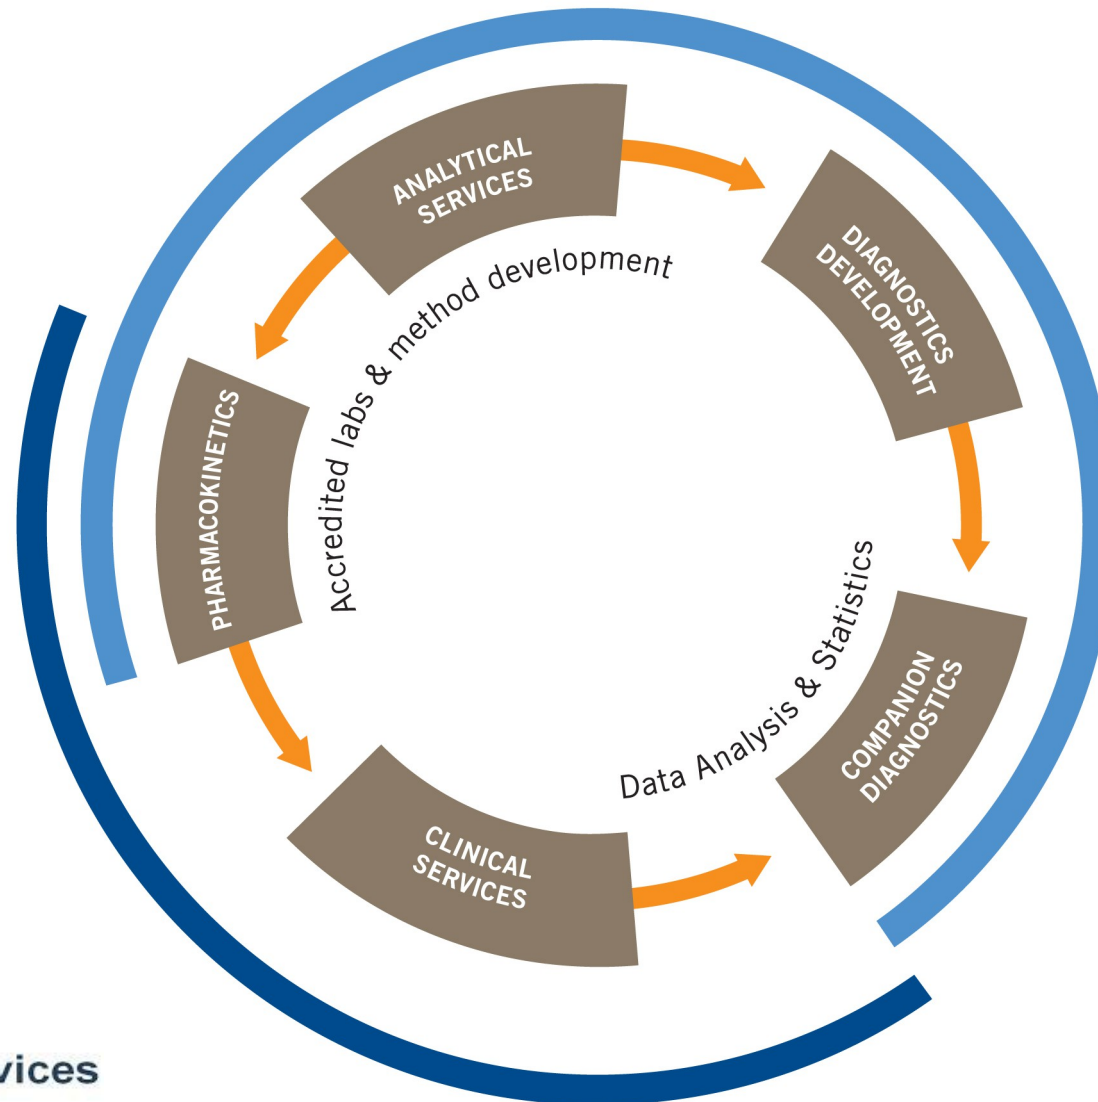 ANALYTICAL
SERVICES
DIAGNOSTICS
DEVELOPMENT
Accredited labs & method development
PHARMACOKINETICS
Data Analysis & Statistics
COMPANION
DIAGNOSTICS
CLINICAL
SERVICES
vices